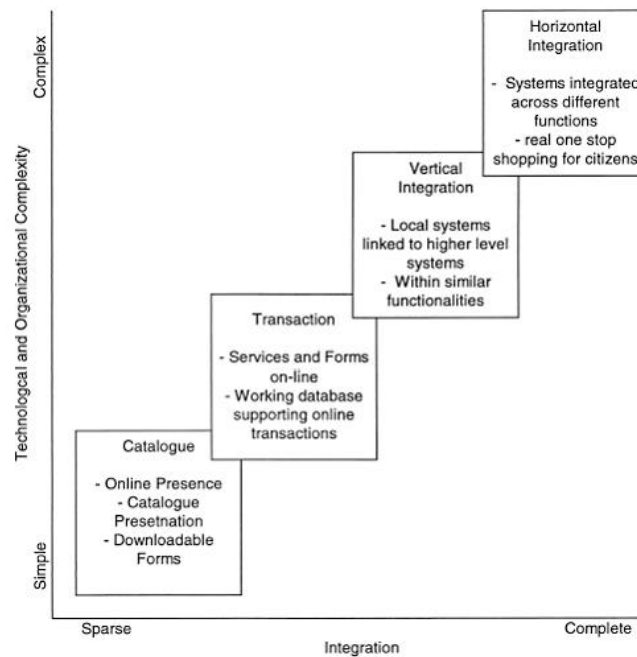 Horizontal
Integration
- Systems integrated
across different
functions
- real one stop
shopping for citizens
Vertical
Integration
- Local systems
linked to higher level
systems
- Within similar
functionalities
Transaction
- Services and Forms
on-line
- Working database
supporting online
transactions
Catalogue
- Online Presence
- Catalogue
Presetnation
- Downloadable
Forms
Technologcal and Organizational Complexity
Complex
Simple
Sparse
Complete
Integration